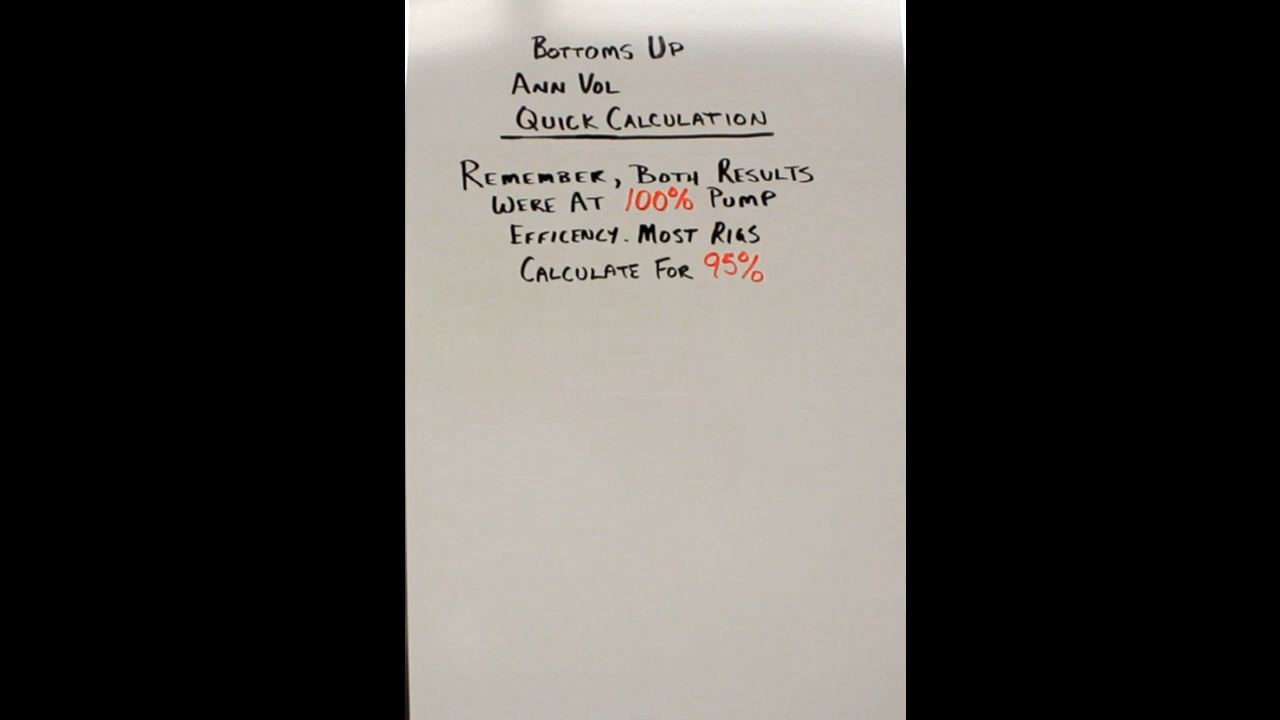 BOTTOMS UP
ANN VOL
QUICK CALCULATION
REMEMBER, BOTH RESULTS
WERE AT 100% PUMP
EFFICENCY. MOST RIGS
CALCULATE FOR 95%